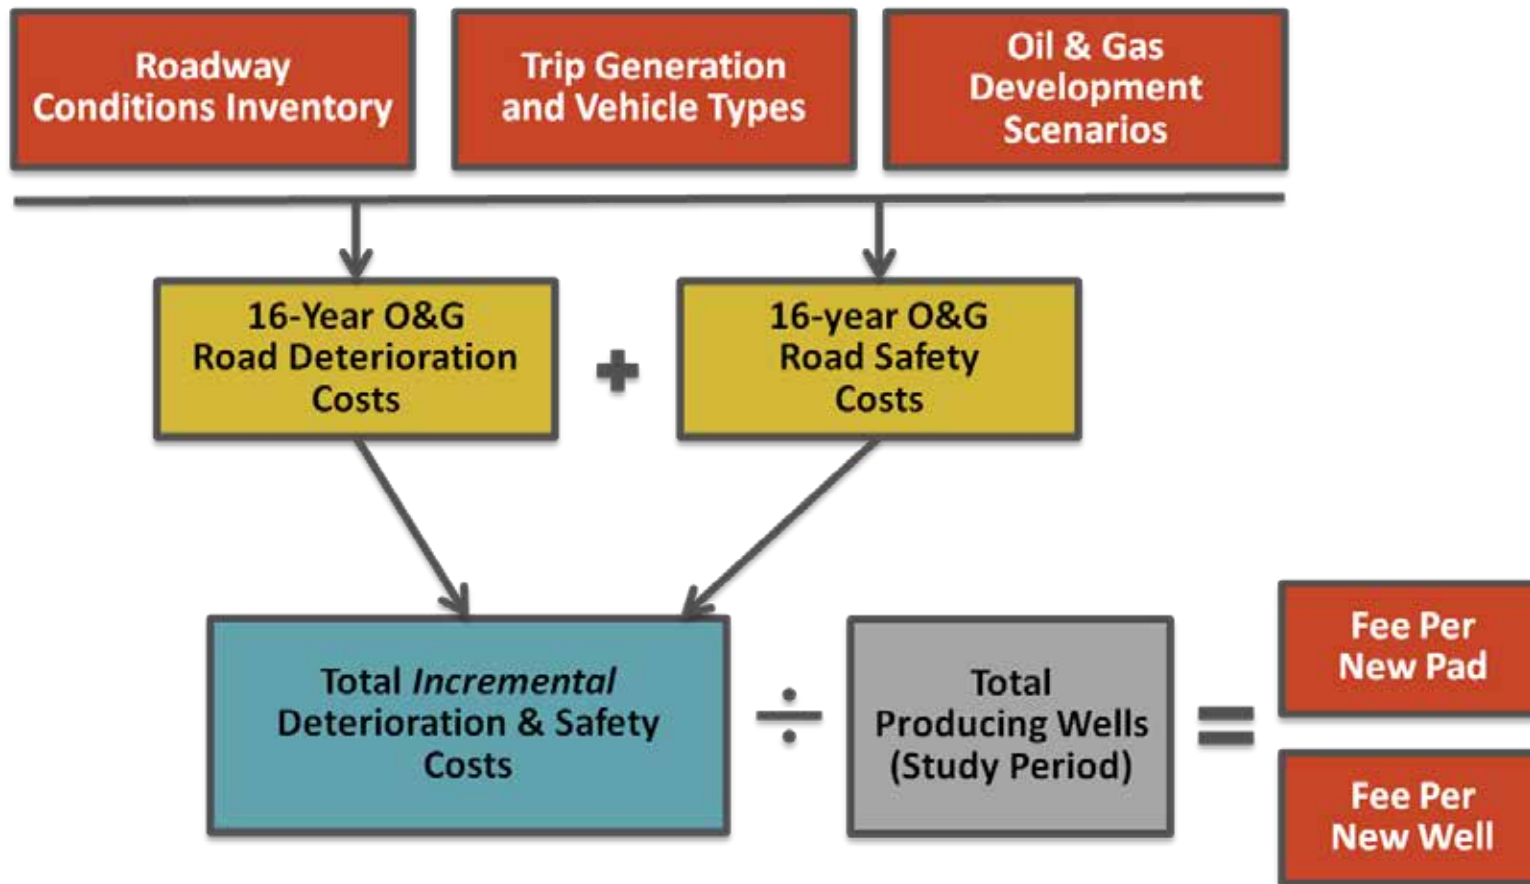 Roadway
Conditions Inventory
Trip Generation
and Vehicle Types
Oil & Gas
Development
Scenarios
16-Year O&G
Road Deterioration
Costs
+
16-year O&G
Road Safety
Costs
Total Incremental
Deterioration & Safety
Costs
÷
Total
Producing Wells
(Study Period)
=
Fee Per
New Pad
Fee Per
New Well